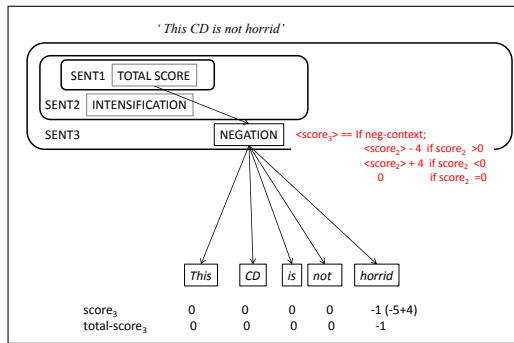 ‘ This CD is not horrid’
SENT1 TOTAL SCORE
SENT2 INTENSIFICATION
SENT3 NEGATION
<score₃> == If neg-context;
<score₂> - 4 if score₂ >0
<score₂> + 4 if score₂ <0
0 if score₂ =0
This CD is not horrid
score₃ 0 0 0 0 -1 (-5+4)
total-score₃ 0 0 0 0 -1